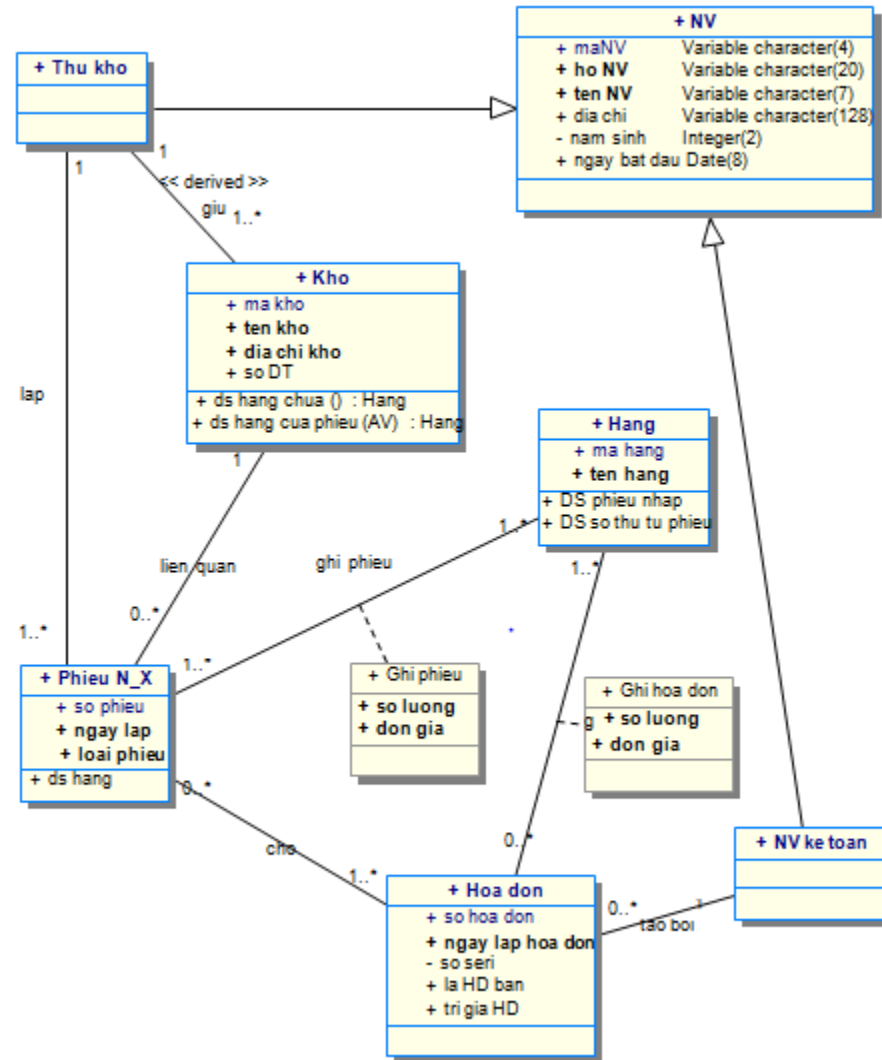 + NV
+ maNV Variable character(4)
+ ho NV Variable character(20)
+ ten NV Variable character(7)
+ dia chi Variable character(128)
- nam sinh Integer(2)
+ ngay bat dau Date(8)
+ Thu kho
1
1
<< derived >>
giu
1..*
+ Kho
+ ma kho
+ ten kho
+ dia chi kho
+ so DT
+ ds hang chua () : Hang
+ ds hang cua phieu (AV) : Hang
lap
1
+ Hang
+ ma hang
+ ten hang
+ DS phieu nhap
+ DS so thu tu phieu
1..*
lien quan
ghi phieu
1..*
0..*
1..*
1..*
+ Phieu N_X
+ so phieu
+ ngay lap
+ loai phieu
+ ds hang
+ Ghi phieu
+ so luong
+ don gia
+ Ghi hoa don
g + so luong
+ don gia
0..*
cho
1..*
0..*
+ NV ke toan
+ Hoa don
+ so hoa don
+ ngay lap hoa don
- so seri
+ la HD ban
+ tri gia HD
0..*
1
tao boi